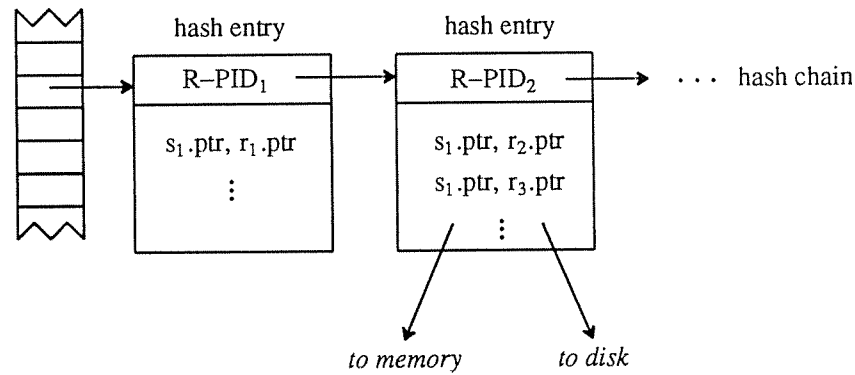 hash entry
hash entry
R–PID₁
R–PID₂
· · · hash chain
s₁.ptr, r₁.ptr
⋮
s₁.ptr, r₂.ptr
s₁.ptr, r₃.ptr
⋮
to memory
to disk